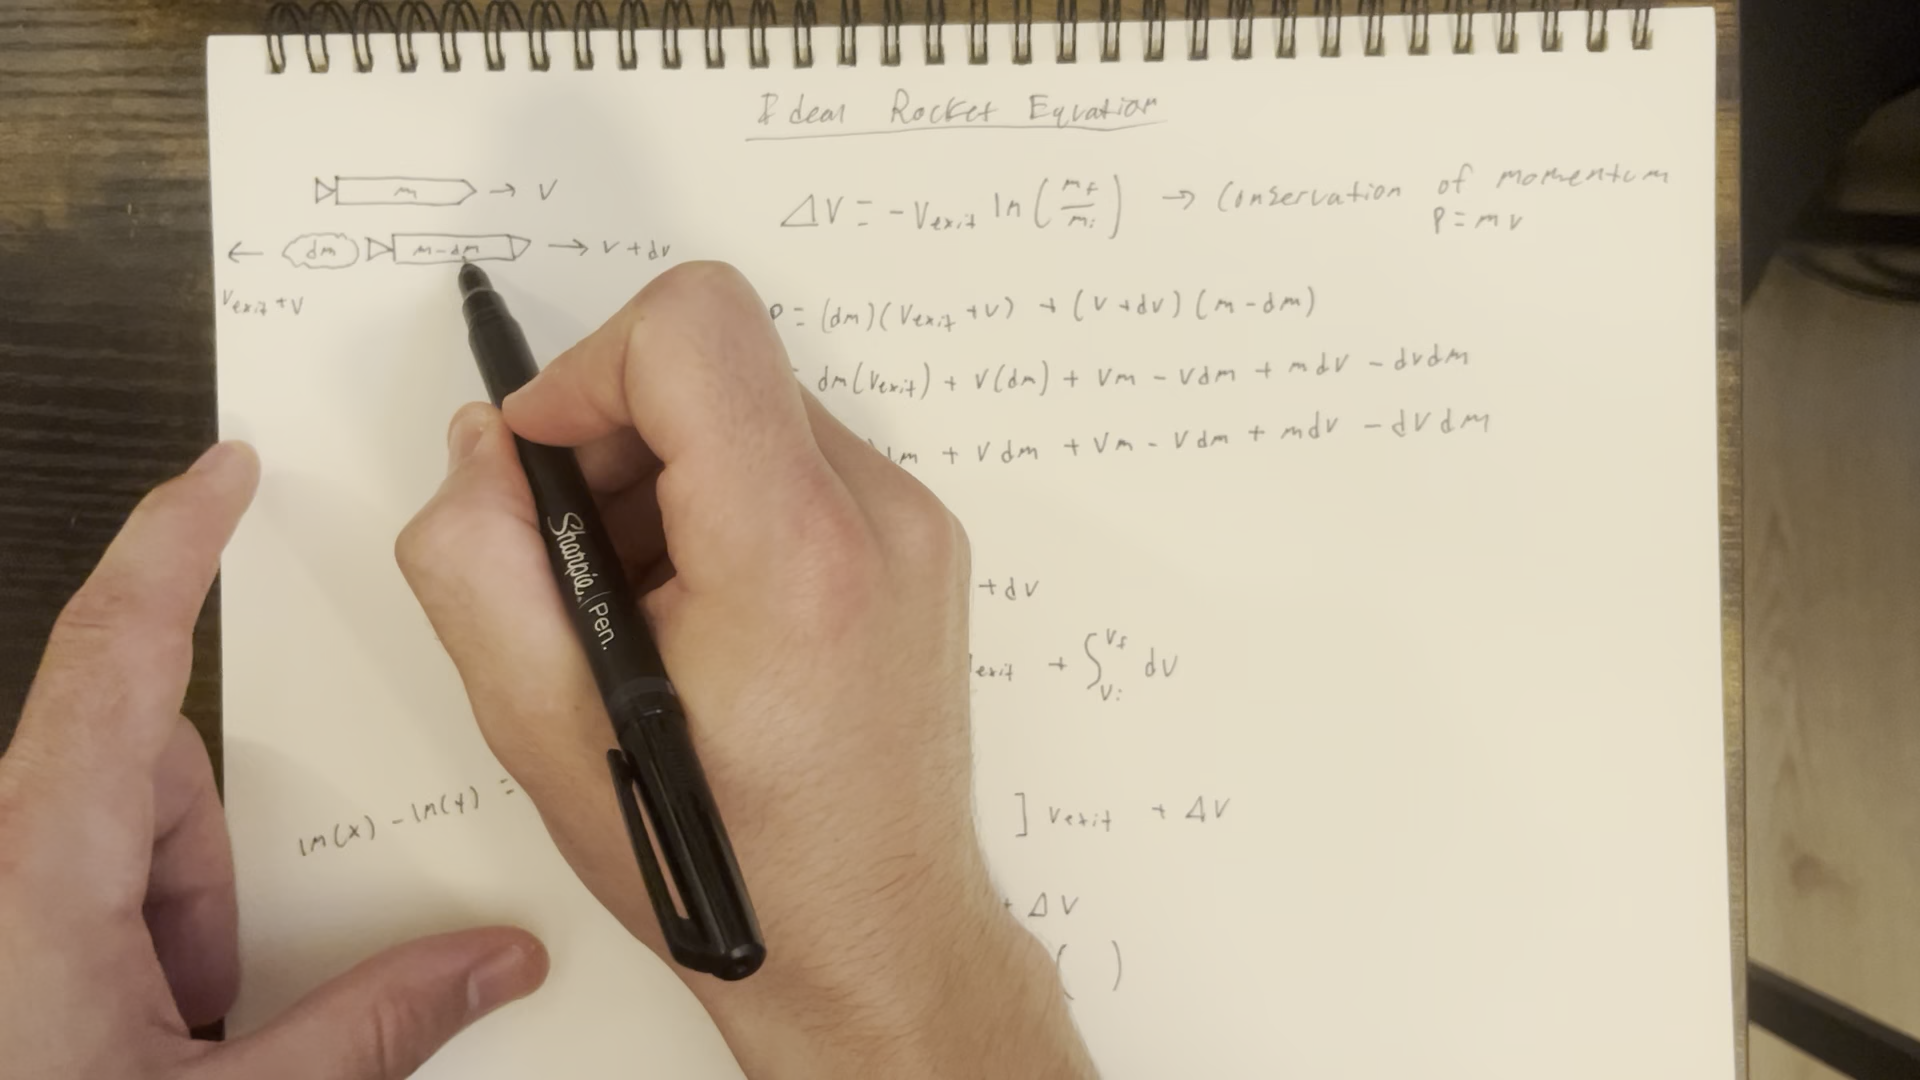 Ideal Rocket Equation
m → V
ΔV = -Vexit ln(mf/mi) → Conservation of momentum
P = mv
← dm m-dm → V + dv
Vexit + V
P = (dm)(Vexit + V) + (V + dv)(m - dm)
dm(Vexit) + V(dm) + Vm - Vdm + mdv - dvdm
dm + Vdm + Vm - Vdm + mdv - dVdm
+ dv
exit + ∫Vi Vf dv
ln(x) - ln(y) =
] Vexit + ΔV
+ ΔV
( )
Sharpie. Pen.